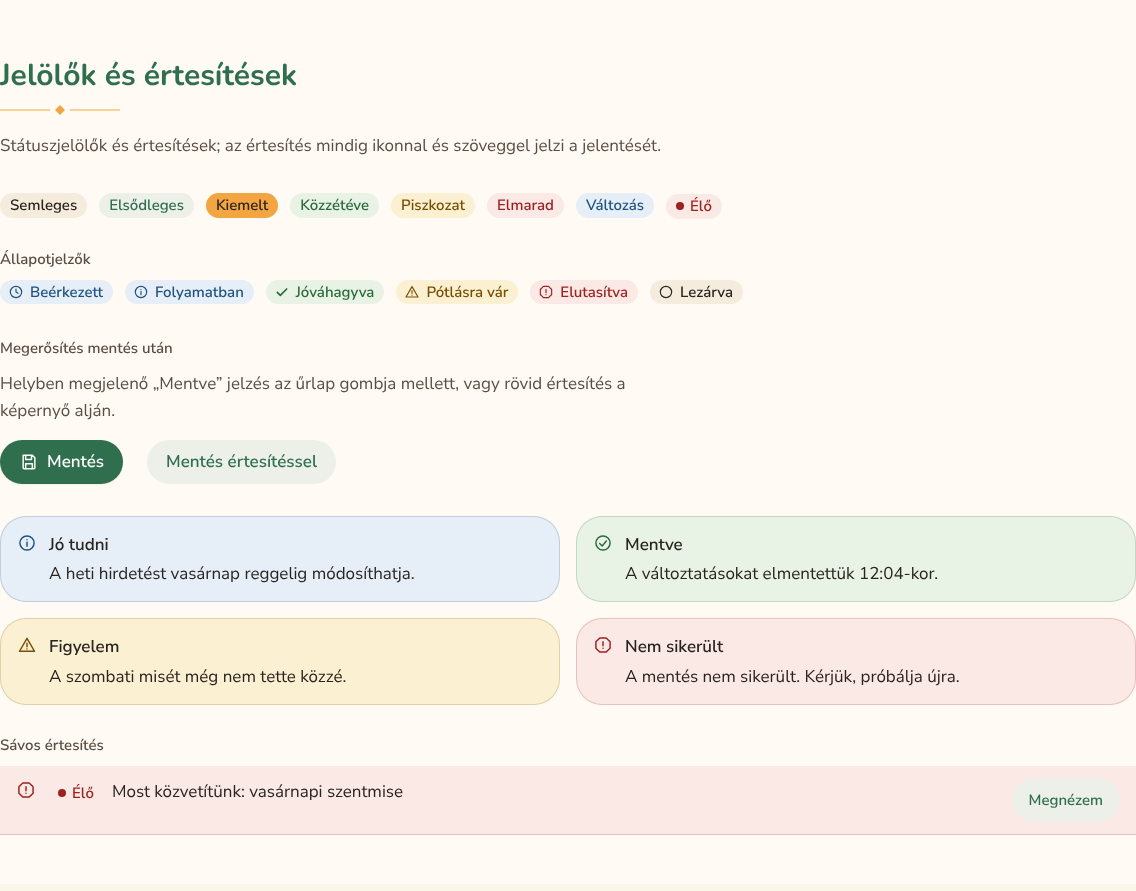 Jelölők és értesítések
Státuszjelölők és értesítések; az értesítés mindig ikonnal és szöveggel jelzi a jelentését.
Semleges Elsődleges Kiemelt Közzétéve Piszkozat Elmarad Változás Élő
Állapotjelzők
Beérkezett Folyamatban Jóváhagyva Pótlásra vár Elutasítva Lezárva
Megerősítés mentés után
Helyben megjelenő „Mentve” jelzés az űrlap gombja mellett, vagy rövid értesítés a
képernyő alján.
Mentés Mentés értesítéssel
Jó tudni
A heti hirdetést vasárnap reggelig módosíthatja.
Mentve
A változtatásokat elmentettük 12:04-kor.
Figyelem
A szombati misét még nem tette közzé.
Nem sikerült
A mentés nem sikerült. Kérjük, próbálja újra.
Sávos értesítés
Élő Most közvetítünk: vasárnapi szentmise Megnézem